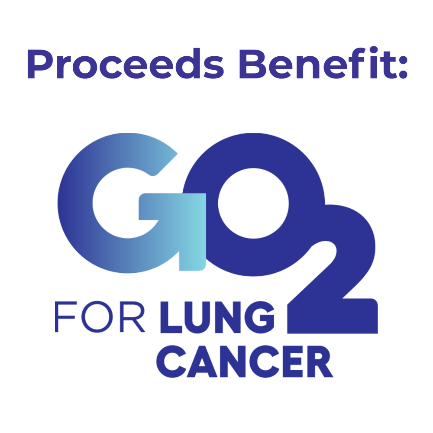 Proceeds Benefit:
GO2
FOR LUNG
CANCER